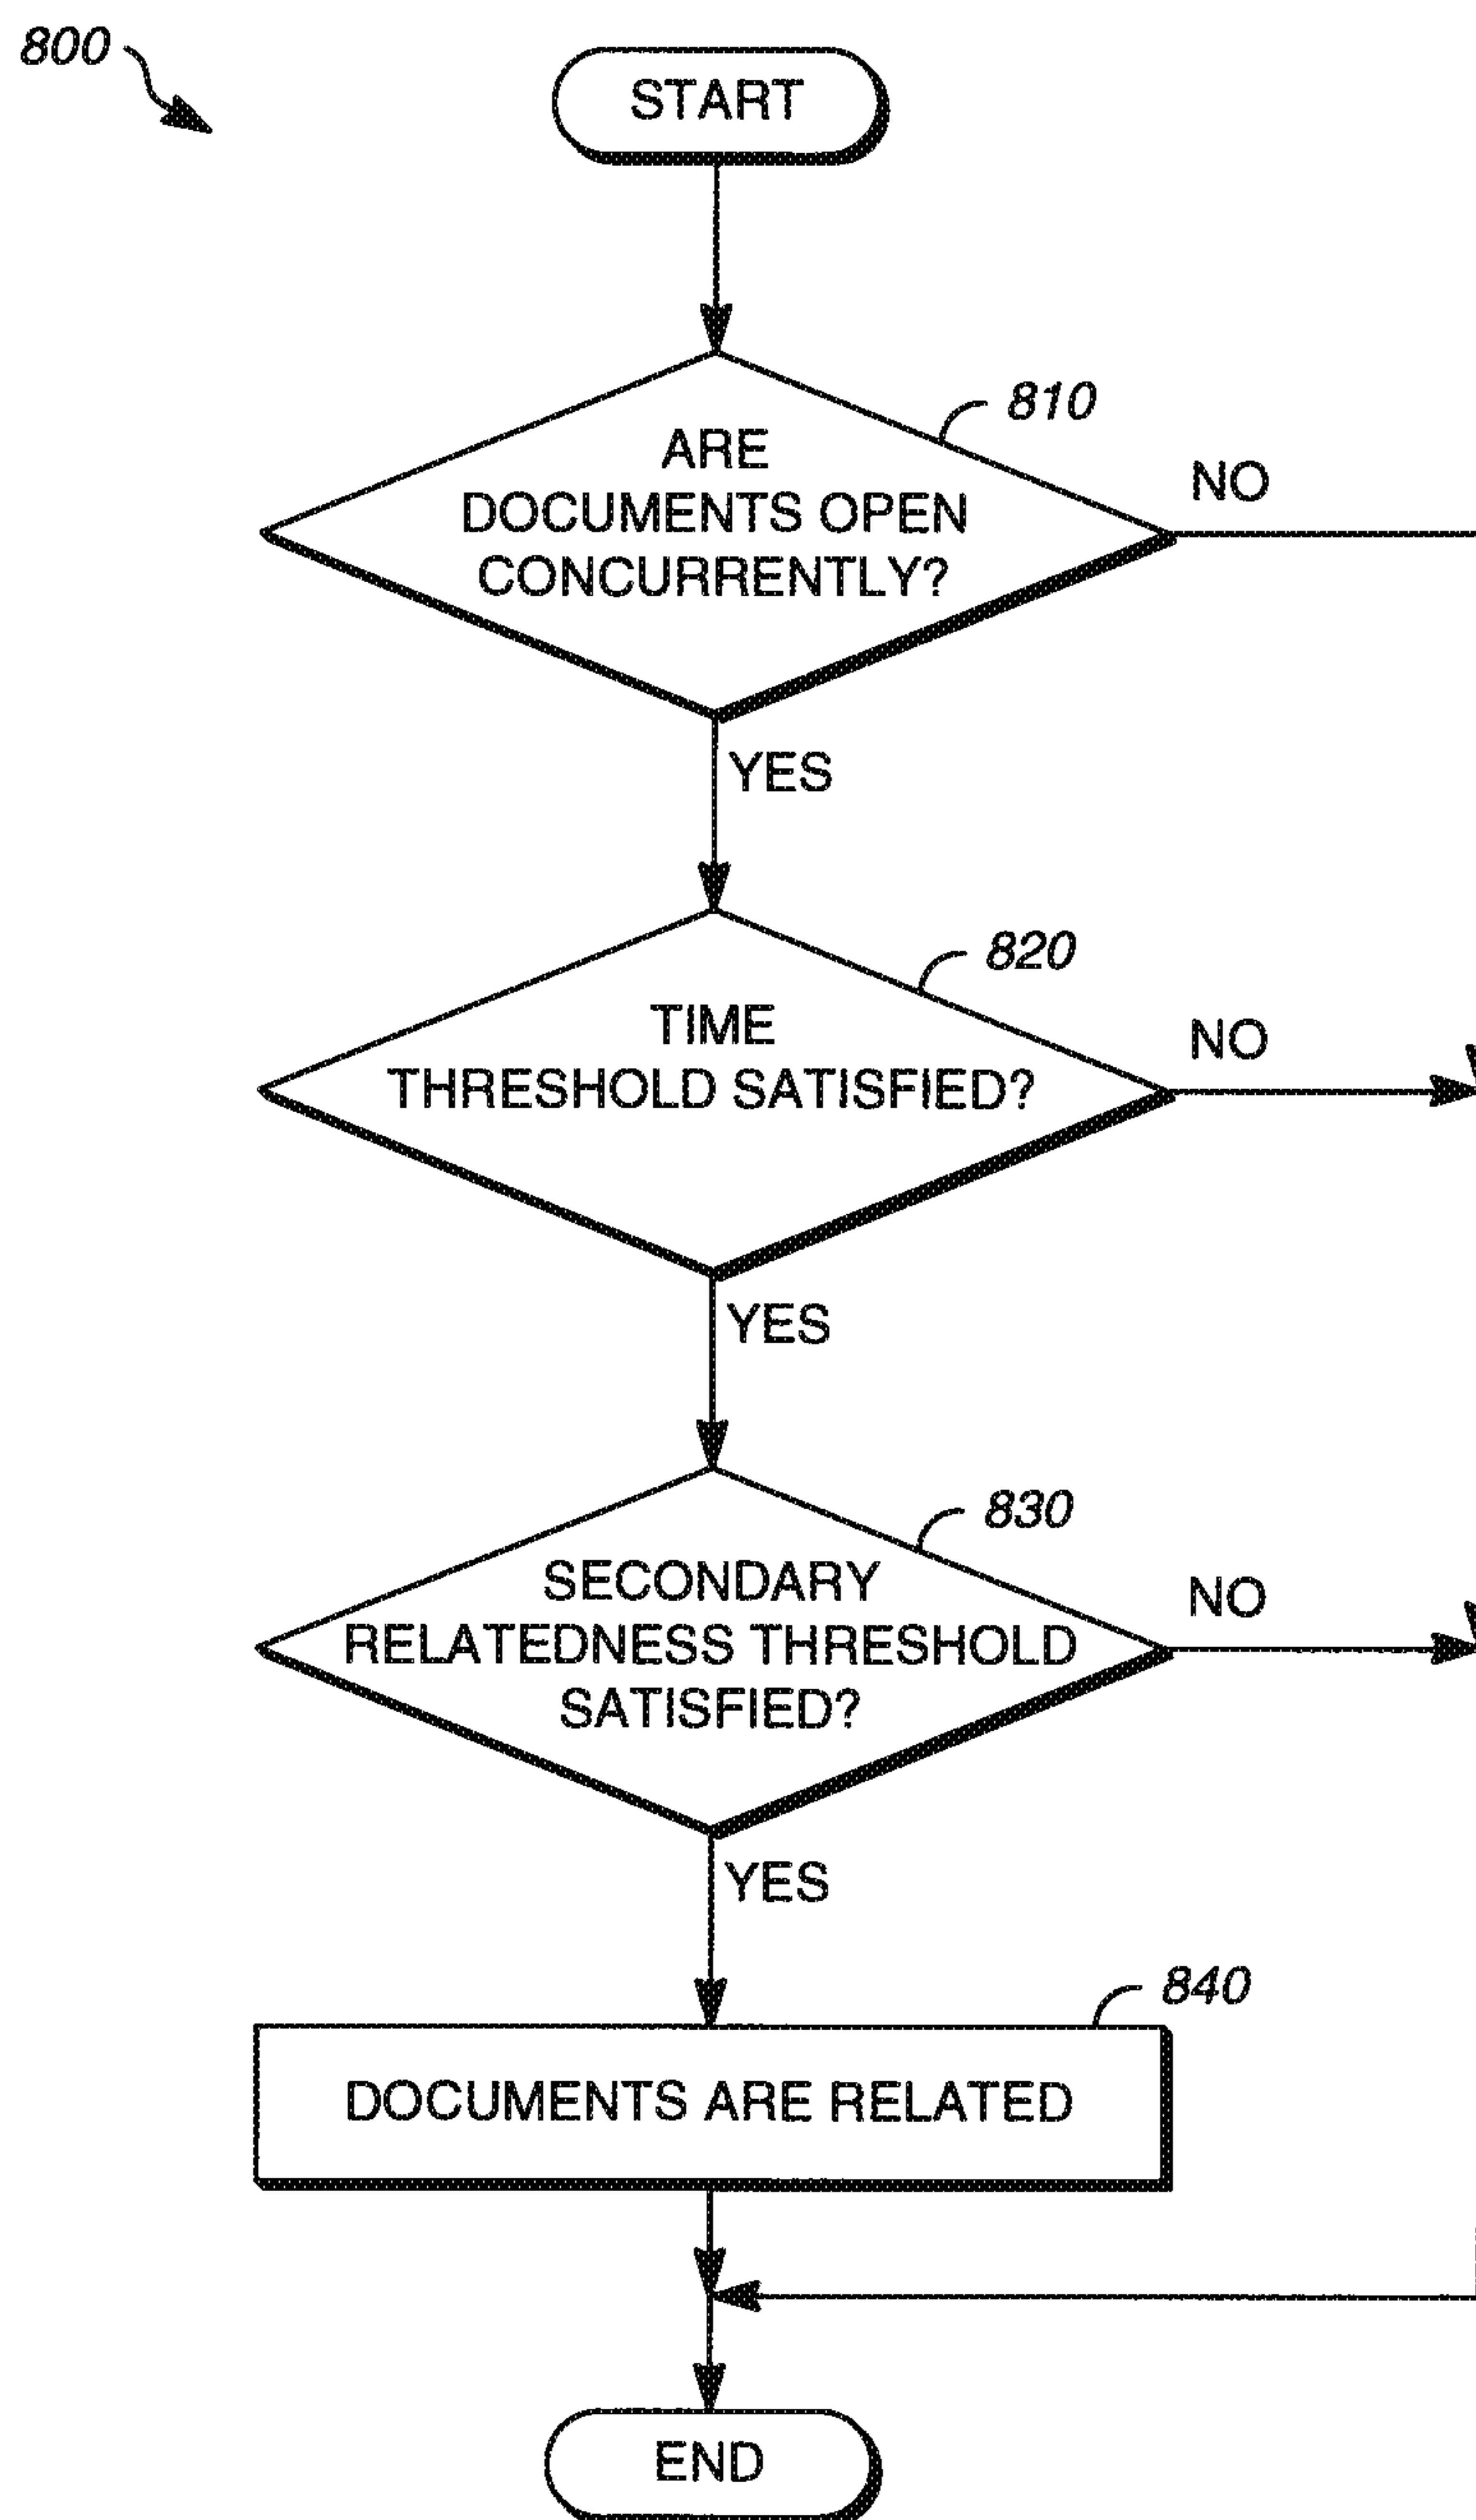 800
START
810
ARE
DOCUMENTS OPEN
CONCURRENTLY?
NO
YES
820
TIME
THRESHOLD SATISFIED?
NO
YES
830
SECONDARY
RELATEDNESS THRESHOLD
SATISFIED?
NO
YES
840
DOCUMENTS ARE RELATED
END